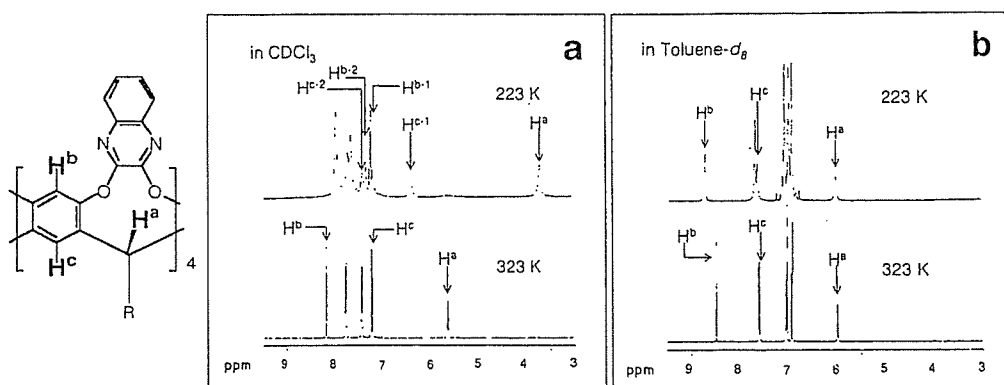 H^b
N N
O O
H^a
H^c
4
R
a
in CDCl₃
H^b-2
H^c-2
H^b-1
223 K
H^c-1
H^a
H^b
H^c
H^a
323 K
ppm 9 8 7 6 5 4 3
b
in Toluene-d₈
H^b
H^c
223 K
H^a
H^b
H^c
H^a
323 K
ppm 9 8 7 6 5 4 3